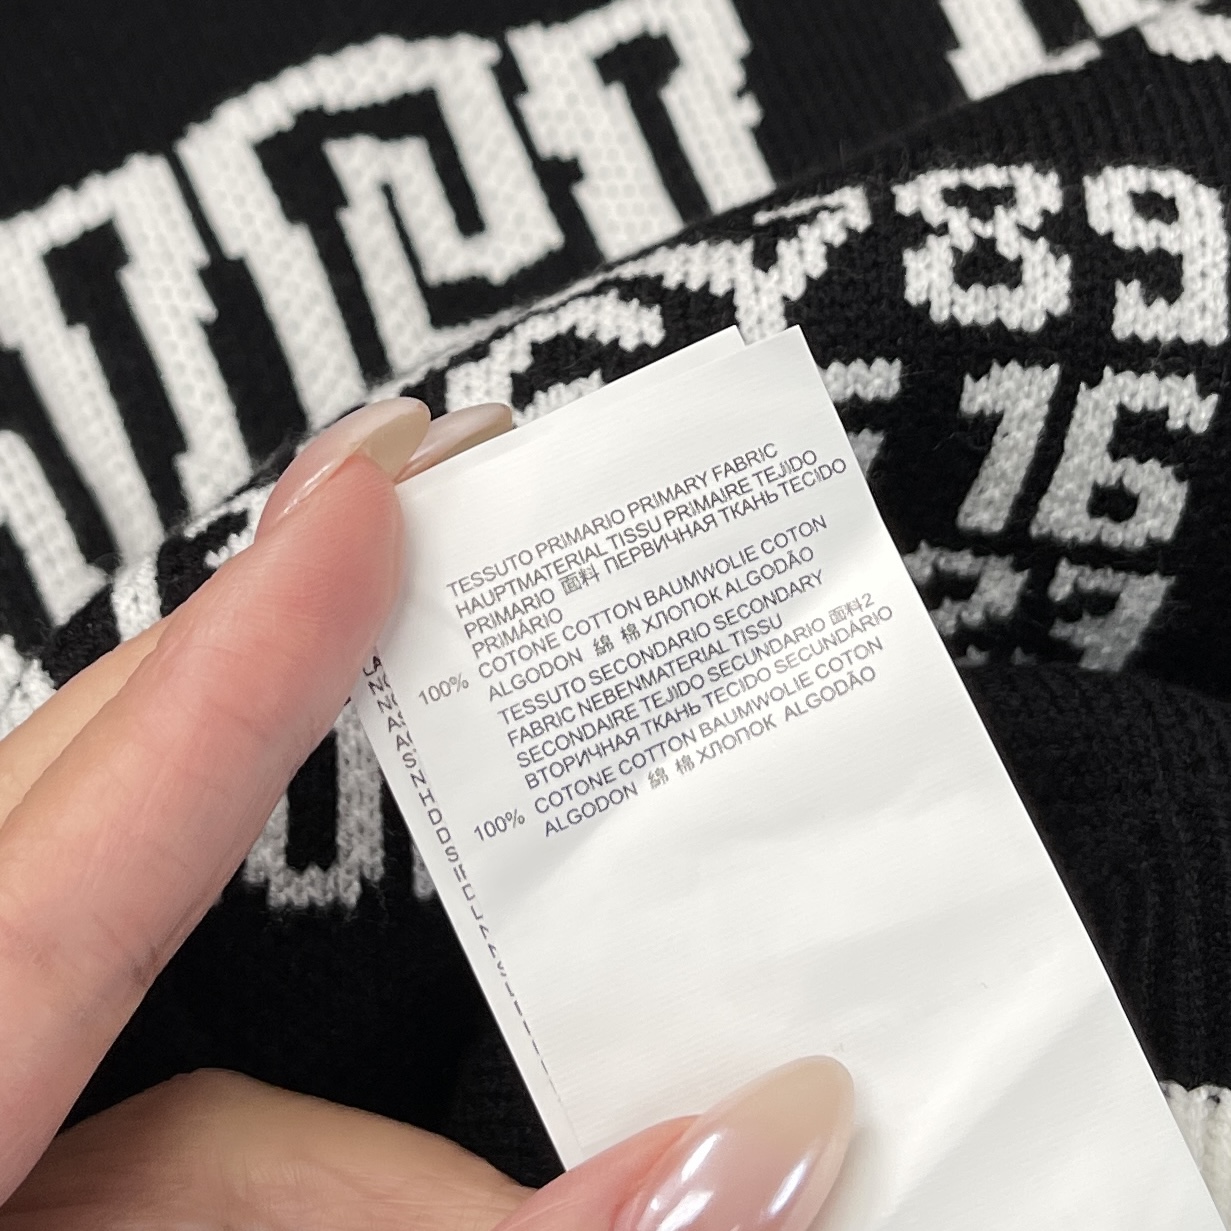 89
16
TESSUTO PRIMARIO PRIMARY FABRIC
HAUPTMATERIAL TISSU PRIMAIRE TEJIDO
PRIMARIO 面料 ПЕРВИЧНАЯ ТКАНЬ TECIDO
PRIMÁRIO
COTONE COTTON BAUMWOLIE COTON
100% ALGODON 綿 棉 ХЛОПОК ALGODÃO
TESSUTO SECONDARIO SECONDARY
FABRIC NEBENMATERIAL TISSU
SECONDAIRE TEJIDO SECUNDARIO 面料2
ВТОРИЧНАЯ ТКАНЬ TECIDO SECUNDÁRIO
COTONE COTTON BAUMWOLIE COTON
100% ALGODON 綿 棉 ХЛОПОК ALGODÃO